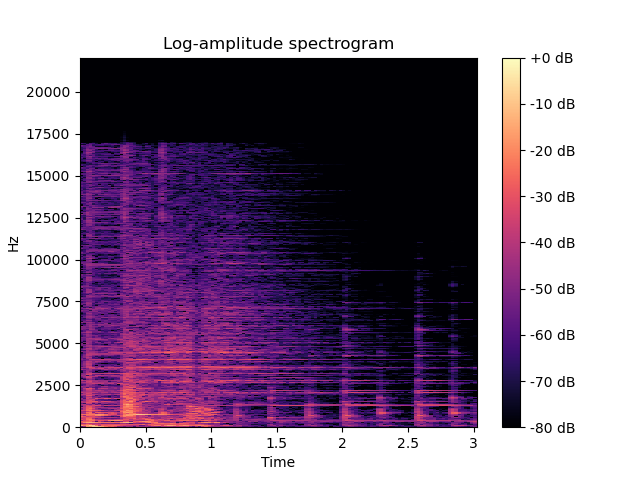 Log-amplitude spectrogram
Hz
20000
17500
15000
12500
10000
7500
5000
2500
0
0
0.5
1
1.5
2
2.5
3
Time
+0 dB
-10 dB
-20 dB
-30 dB
-40 dB
-50 dB
-60 dB
-70 dB
-80 dB